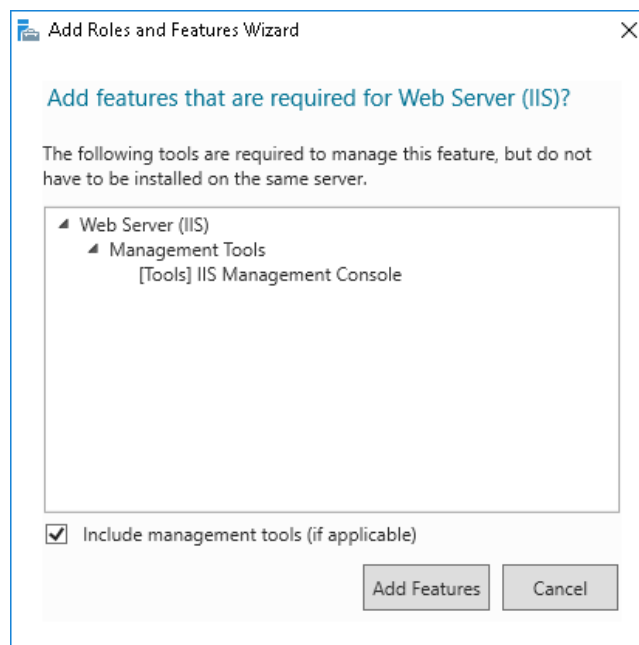 Add Roles and Features Wizard
Add features that are required for Web Server (IIS)?
The following tools are required to manage this feature, but do not
have to be installed on the same server.
Web Server (IIS)
Management Tools
[Tools] IIS Management Console
Include management tools (if applicable)
Add Features
Cancel